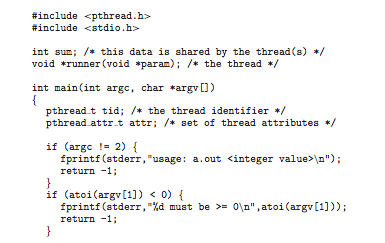 #include <pthread.h>
#include <stdio.h>
int sum; /* this data is shared by the thread(s) */
void *runner(void *param); /* the thread */
int main(int argc, char *argv[])
{
pthread_t tid; /* the thread identifier */
pthread_attr_t attr; /* set of thread attributes */
if (argc != 2) {
fprintf(stderr,"usage: a.out <integer value>\n");
return -1;
}
if (atoi(argv[1]) < 0) {
fprintf(stderr,"%d must be >= 0\n",atoi(argv[1]));
return -1;
}